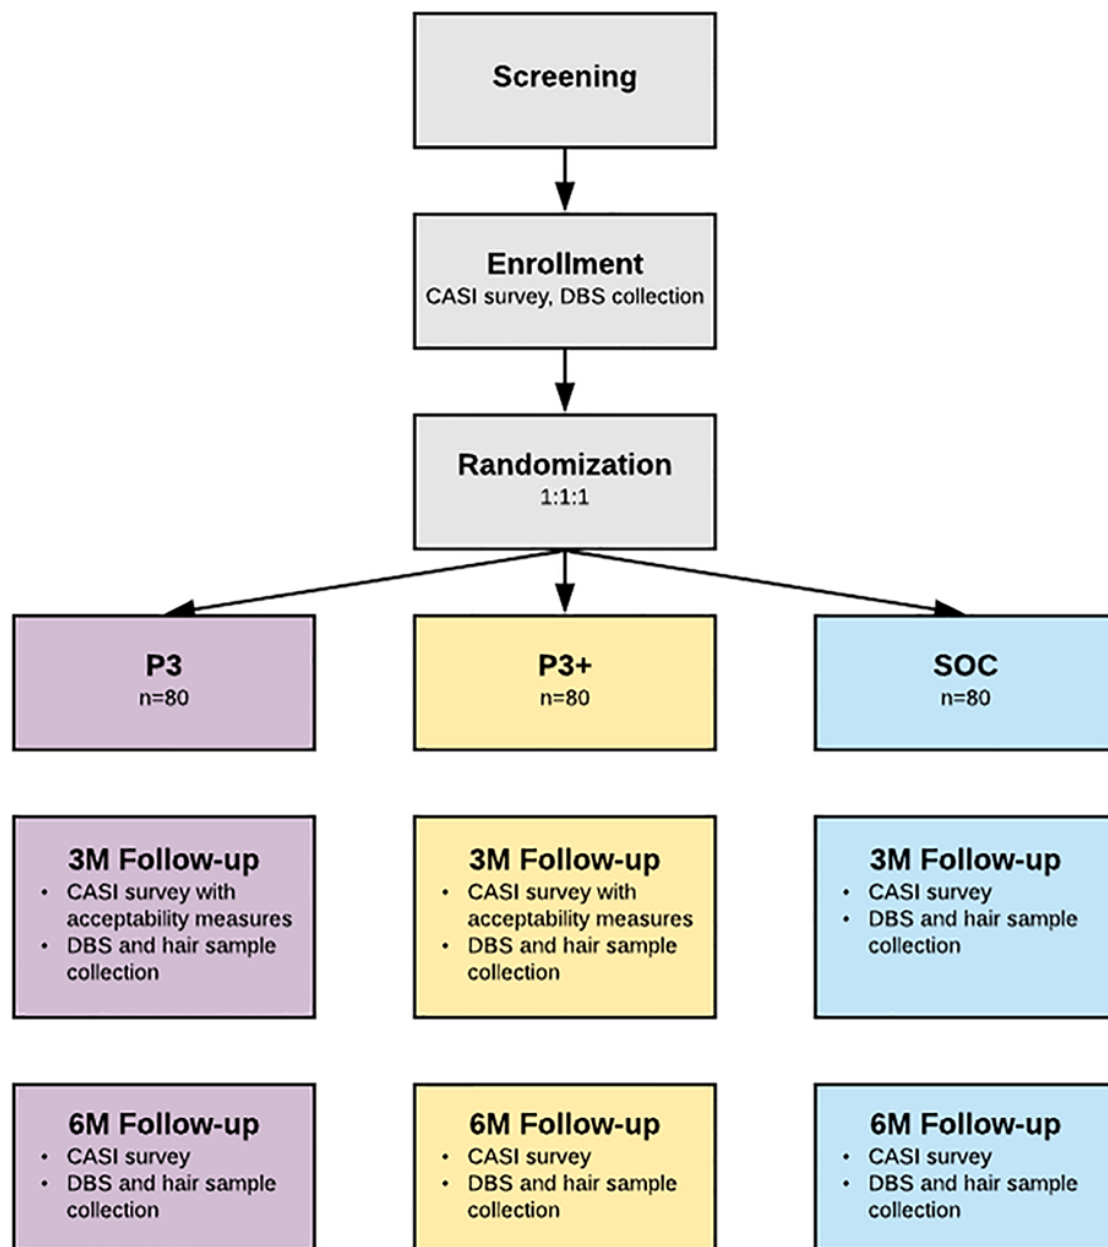 Screening
Enrollment
CASI survey, DBS collection
Randomization
1:1:1
P3
n=80
P3+
n=80
SOC
n=80
3M Follow-up
• CASI survey with
acceptability measures
• DBS and hair sample
collection
3M Follow-up
• CASI survey with
acceptability measures
• DBS and hair sample
collection
3M Follow-up
• CASI survey
• DBS and hair sample
collection
6M Follow-up
• CASI survey
• DBS and hair sample
collection
6M Follow-up
• CASI survey
• DBS and hair sample
collection
6M Follow-up
• CASI survey
• DBS and hair sample
collection